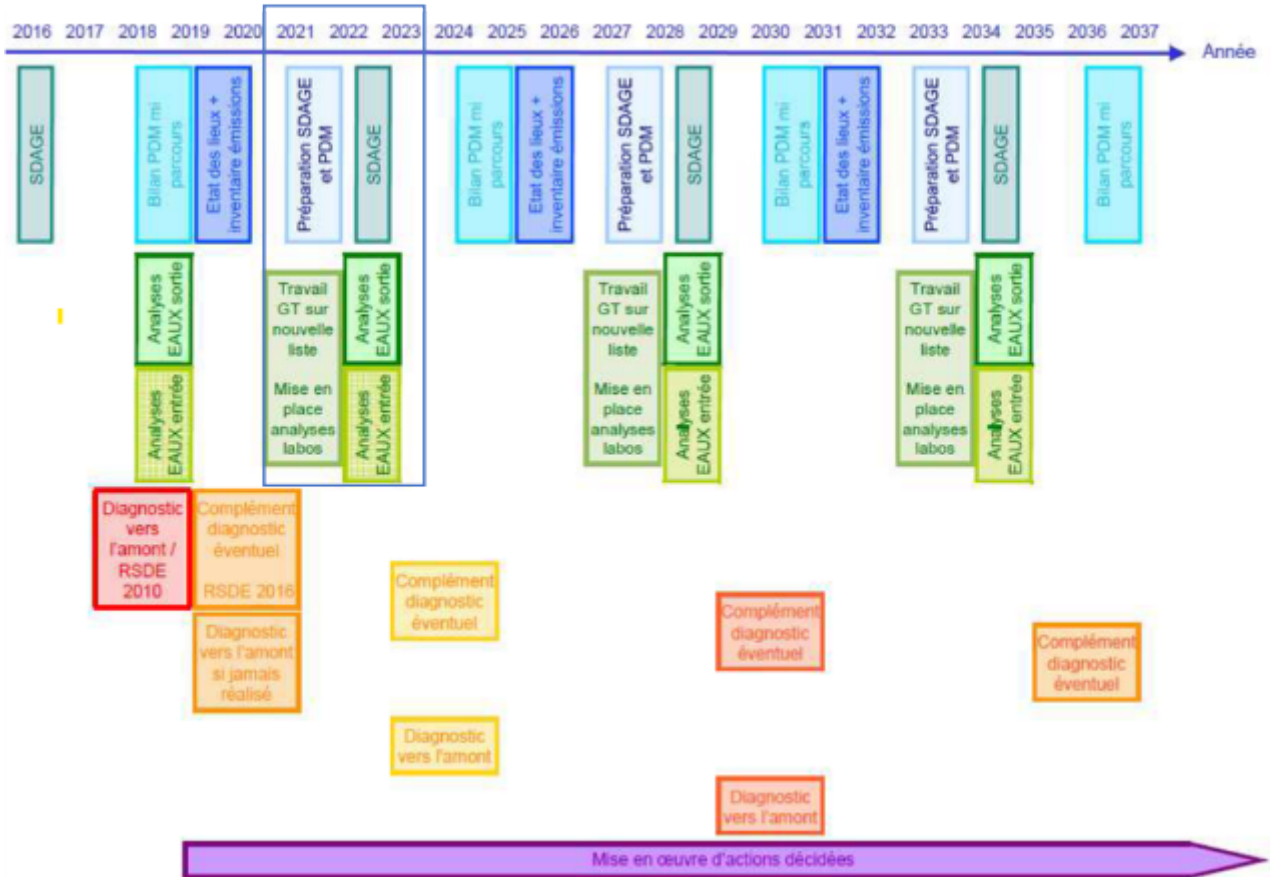 2016 2017 2018 2019 2020 2021 2022 2023 2024 2025 2026 2027 2028 2029 2030 2031 2032 2033 2034 2035 2036 2037
Année
SDAGE
Bilan PDM mi
parcours
Etat des lieux +
inventaire émissions
Préparation SDAGE
et PDM
SDAGE
Bilan PDM mi
parcours
Etat des lieux +
inventaire émissions
Préparation SDAGE
et PDM
SDAGE
Bilan PDM mi
parcours
Etat des lieux +
inventaire émissions
Préparation SDAGE
et PDM
SDAGE
Bilan PDM mi
parcours
Analyses
EAUX sortie
Analyses
EAUX entrée
Travail
GT sur
nouvelle
liste
Mise en
place
analyses
labos
Analyses
EAUX sortie
Analyses
EAUX entrée
Travail
GT sur
nouvelle
liste
Mise en
place
analyses
labos
Analyses
EAUX sortie
Analyses
EAUX entrée
Travail
GT sur
nouvelle
liste
Mise en
place
analyses
labos
Analyses
EAUX sortie
Analyses
EAUX entrée
Diagnostic
vers
l'amont /
RSDE
2010
Complément
diagnostic
éventuel
RSDE 2016
Diagnostic
vers l'amont
si jamais
réalisé
Complément
diagnostic
éventuel
Diagnostic
vers l'amont
Complément
diagnostic
éventuel
Diagnostic
vers l'amont
Complément
diagnostic
éventuel
Mise en œuvre d'actions décidées